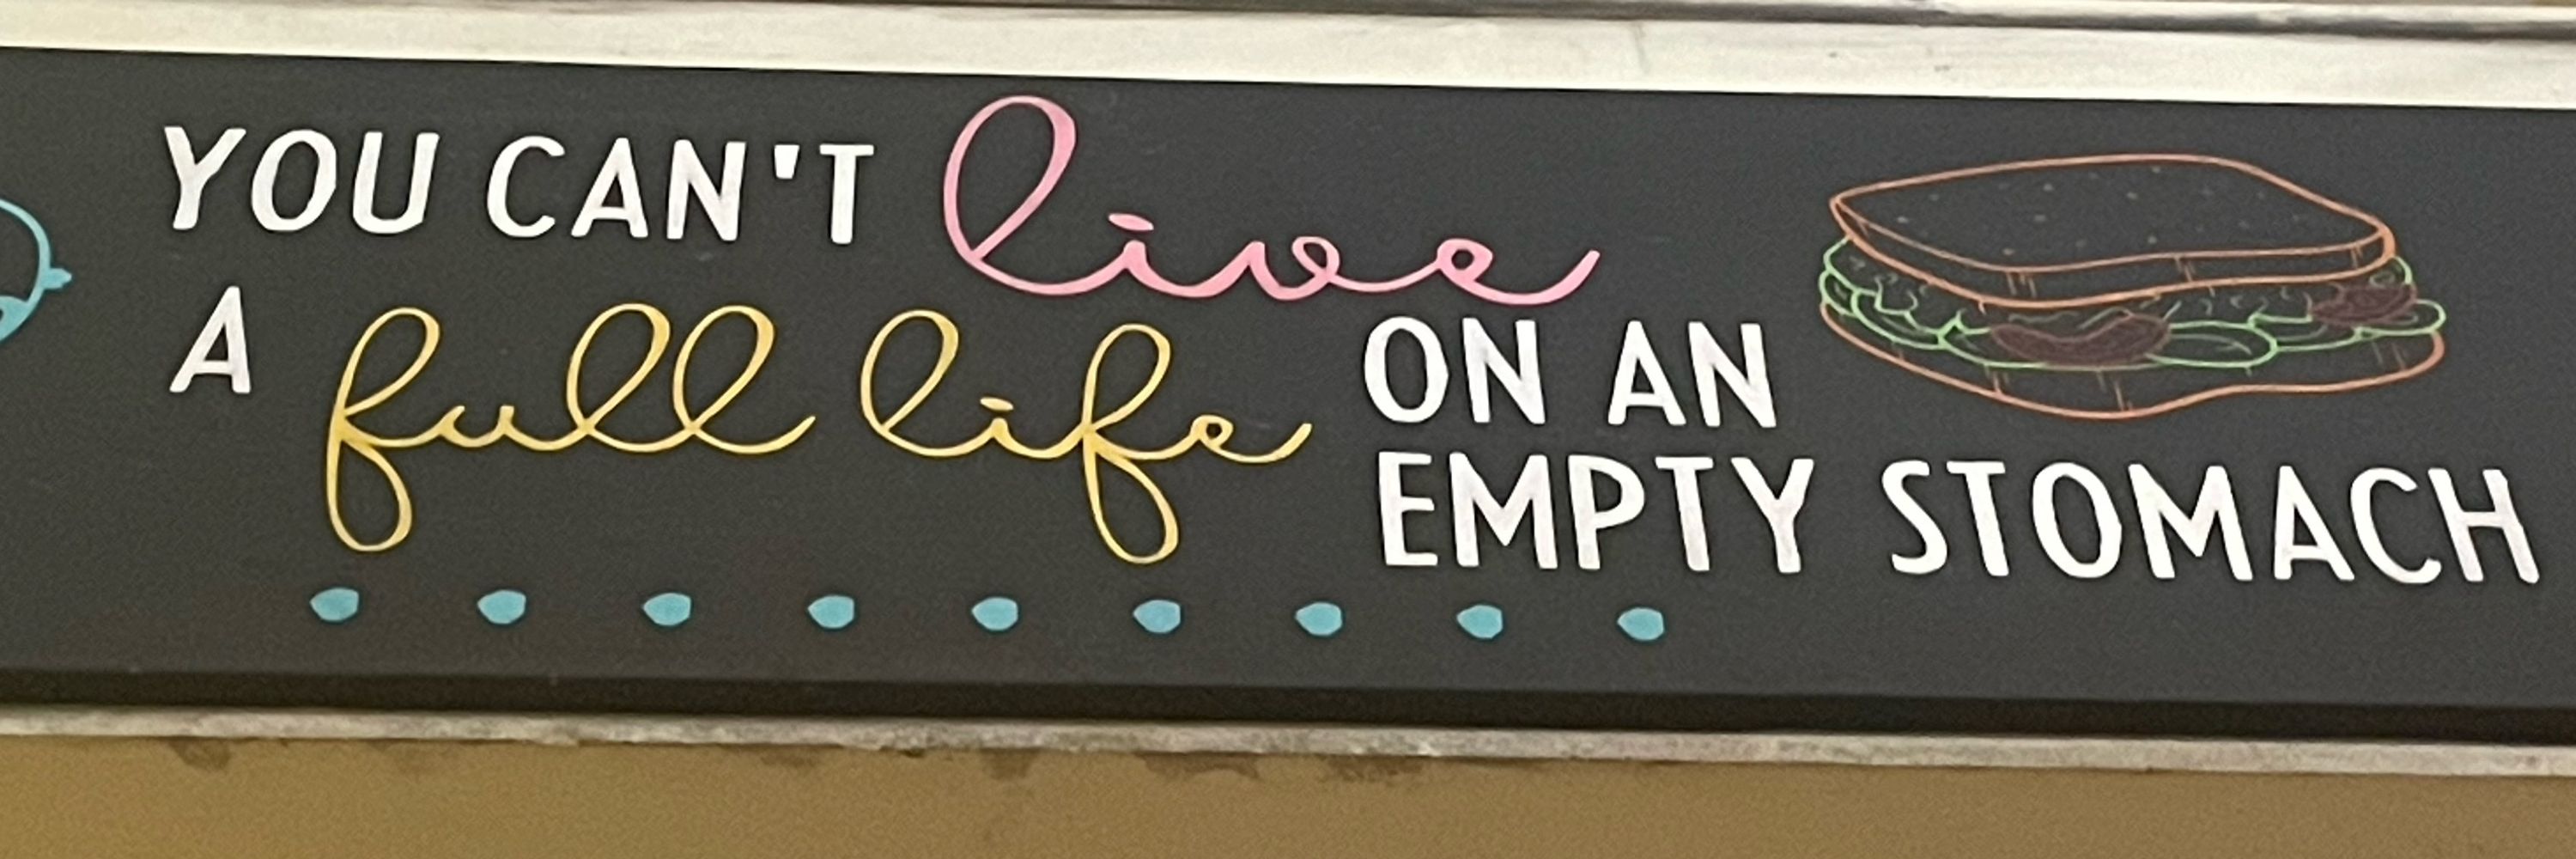 YOU CAN'T live
A full life ON AN
EMPTY STOMACH